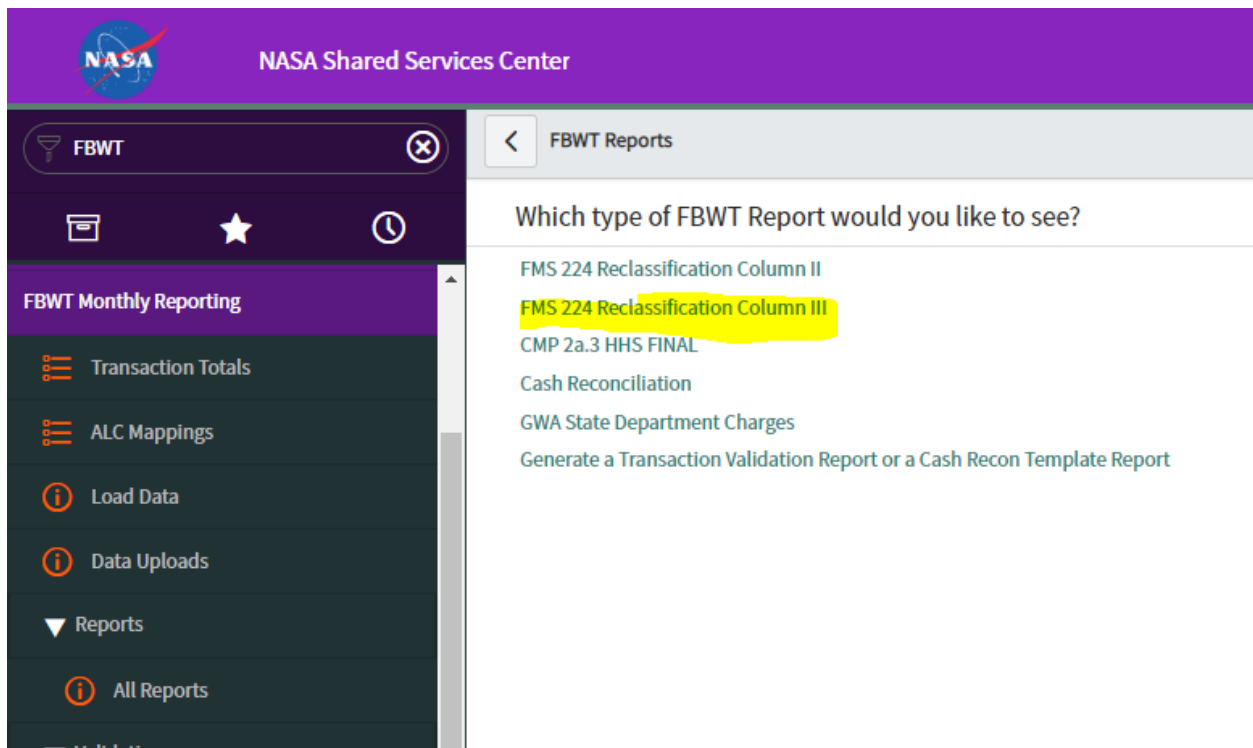 NASA
NASA Shared Services Center
FBWT
FBWT Monthly Reporting
Transaction Totals
ALC Mappings
Load Data
Data Uploads
Reports
All Reports
FBWT Reports
Which type of FBWT Report would you like to see?
FMS 224 Reclassification Column II
FMS 224 Reclassification Column III
CMP 2a.3 HHS FINAL
Cash Reconciliation
GWA State Department Charges
Generate a Transaction Validation Report or a Cash Recon Template Report